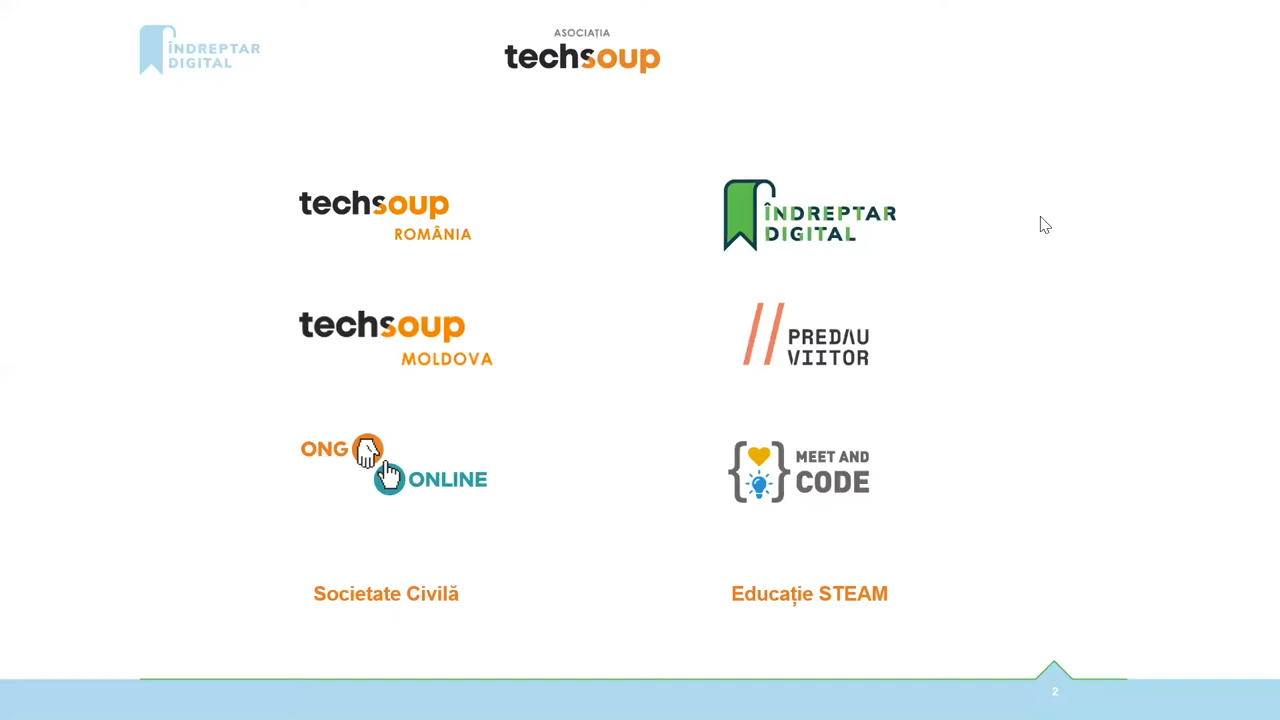 ÎNDREPTAR
DIGITAL
ASOCIAȚIA
techsoup
techsoup
ROMÂNIA
techsoup
MOLDOVA
ONG
ONLINE
Societate Civilă
ÎNDREPTAR
DIGITAL
// PREDAU
VIITOR
{ } MEET AND
CODE
Educație STEAM
2